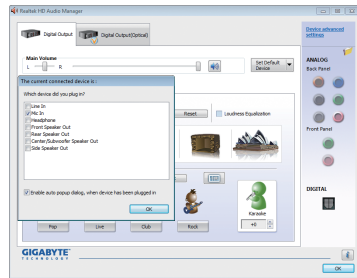 Realtek HD Audio Manager
Digital Output
Digital Output(Optical)
Device advanced
settings
Main Volume
L
R
Set Default
Device
ANALOG
Back Panel
The current connected device is :
Which device did you plug in?
Line In
Mic In
Headphone
Front Speaker Out
Rear Speaker Out
Center/Subwoofer Speaker Out
Side Speaker Out
Reset
Loudness Equalization
Front Panel
DIGITAL
Enable auto popup dialog, when device has been plugged in
OK
Karaoke
Pop
Live
Club
Rock
+0
GIGABYTE
TECHNOLOGY
OK